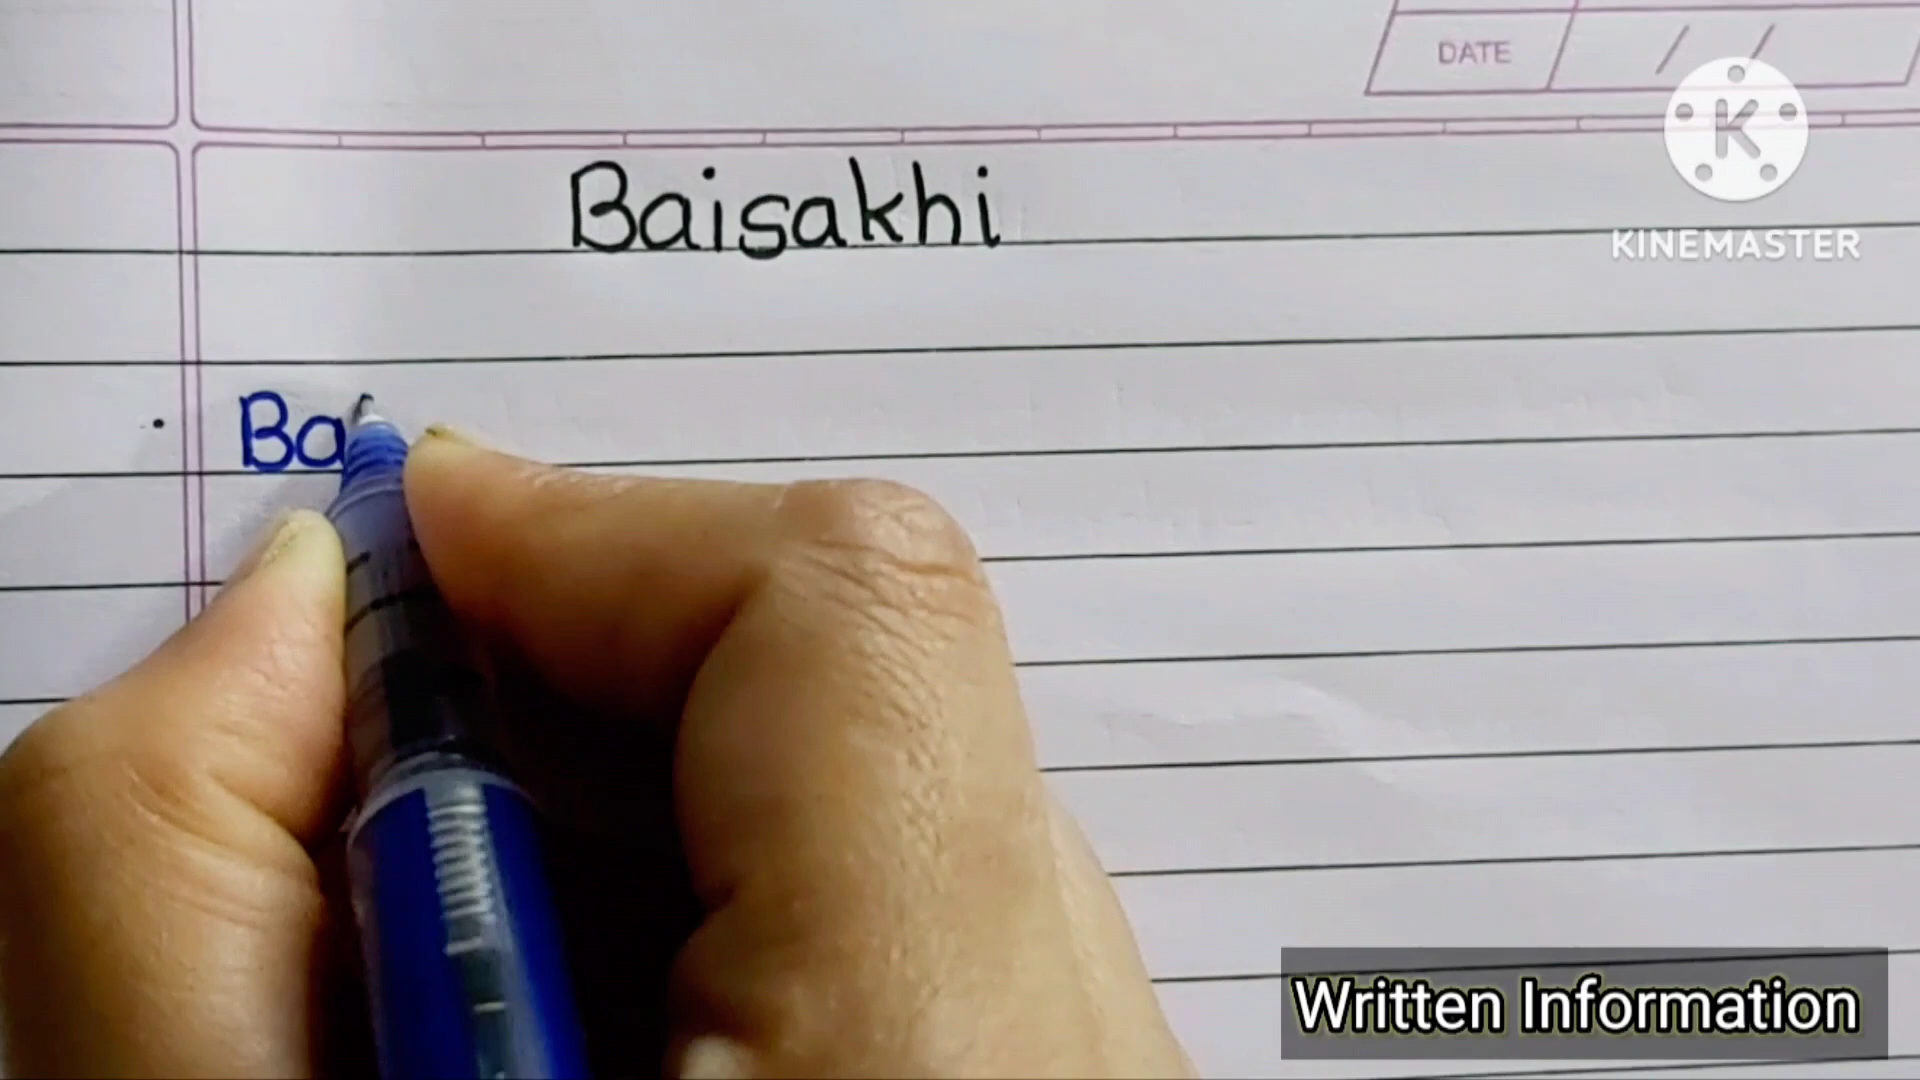 DATE / /
K
KINEMASTER
Baisakhi
Ba
Written Information